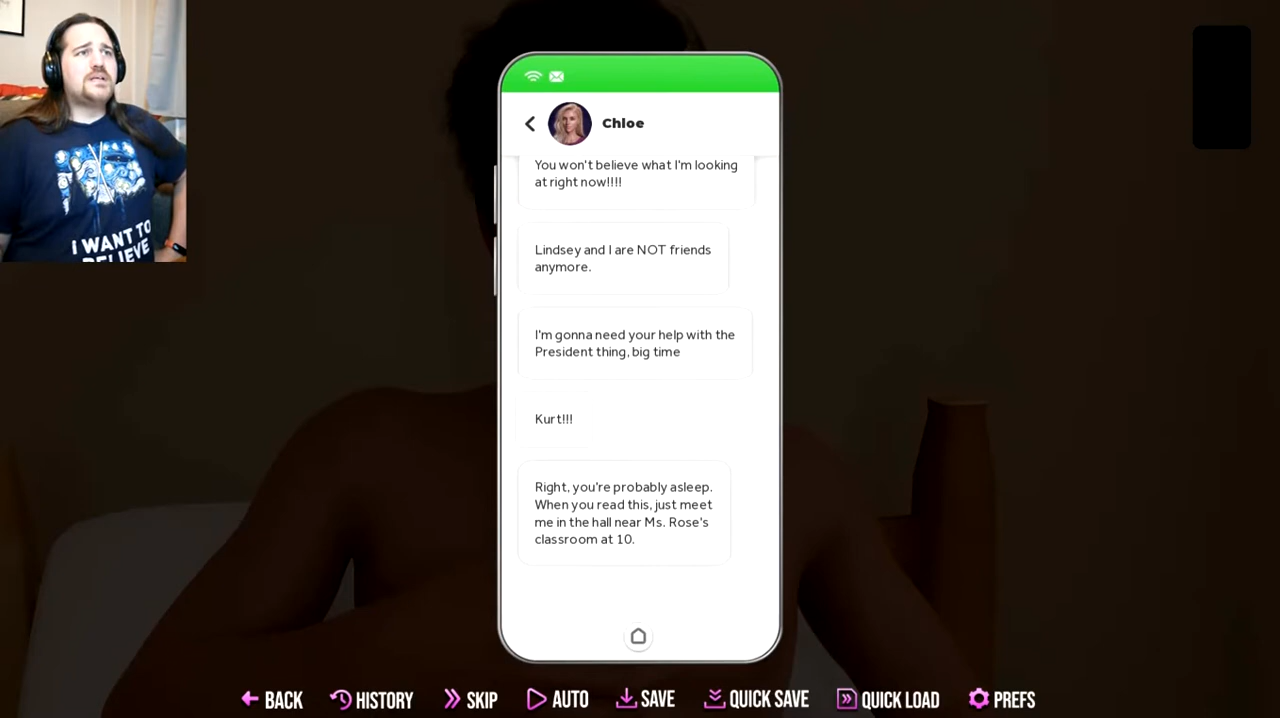 I WANT TO
BELIEVE
Chloe
You won't believe what I'm looking
at right now!!!!
Lindsey and I are NOT friends
anymore.
I'm gonna need your help with the
President thing, big time
Kurt!!!
Right, you're probably asleep.
When you read this, just meet
me in the hall near Ms. Rose's
classroom at 10.
BACK
HISTORY
SKIP
AUTO
SAVE
QUICK SAVE
QUICK LOAD
PREFS